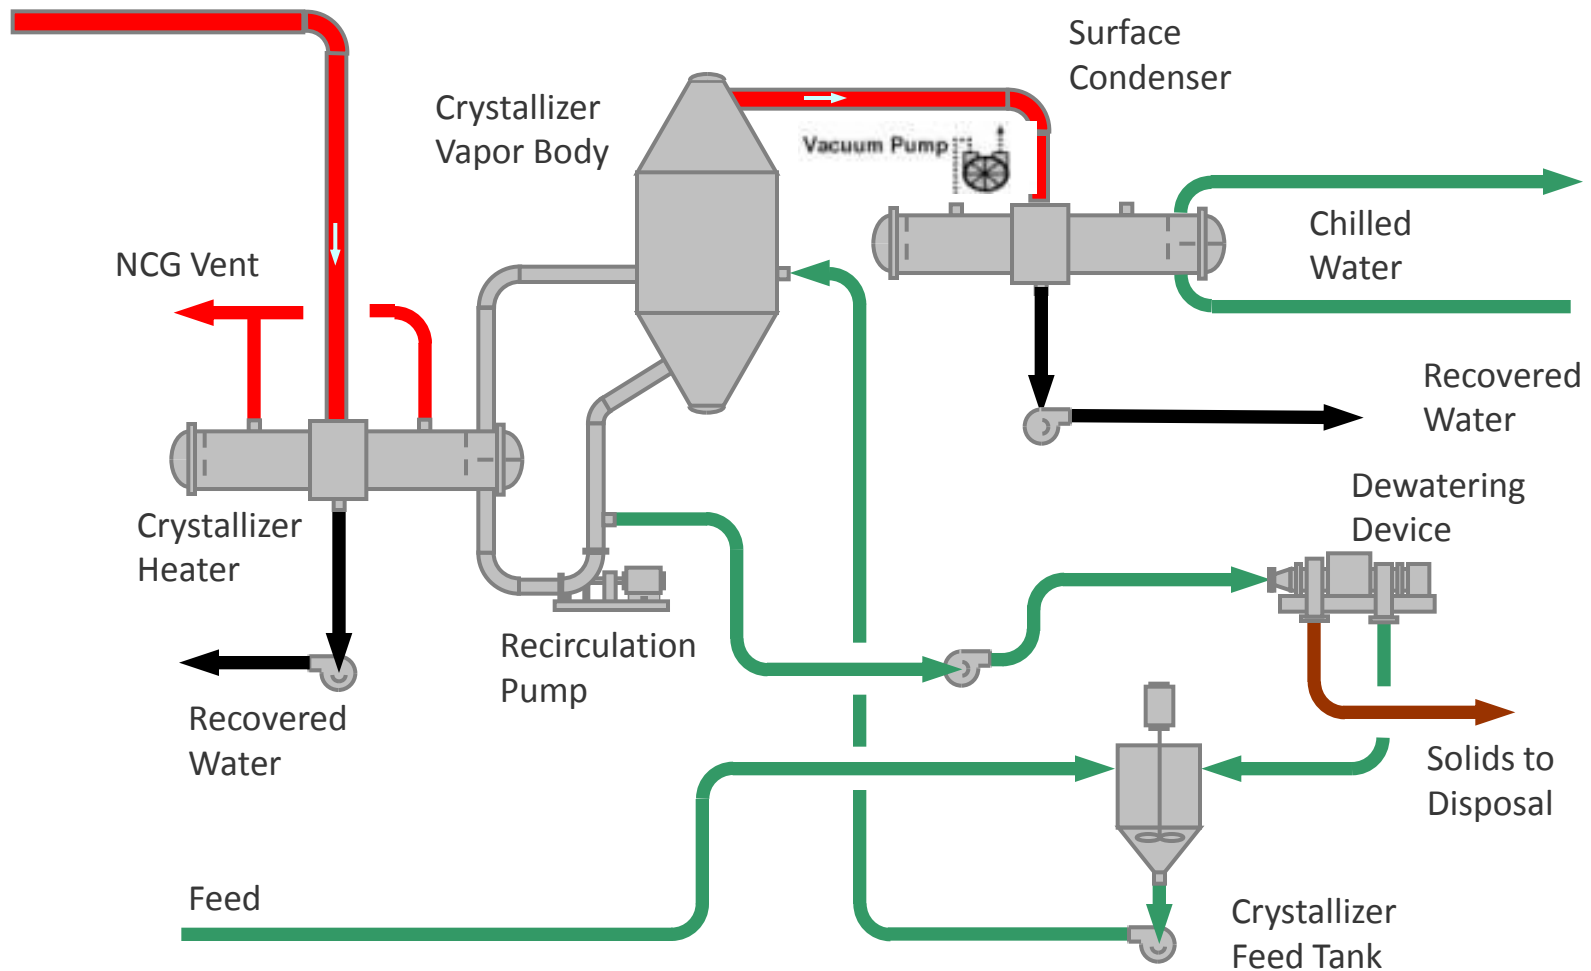 Surface
Condenser
Crystallizer
Vapor Body
Vacuum Pump
Chilled
Water
NCG Vent
Recovered
Water
Dewatering
Device
Crystallizer
Heater
Recirculation
Pump
Recovered
Water
Solids to
Disposal
Feed
Crystallizer
Feed Tank